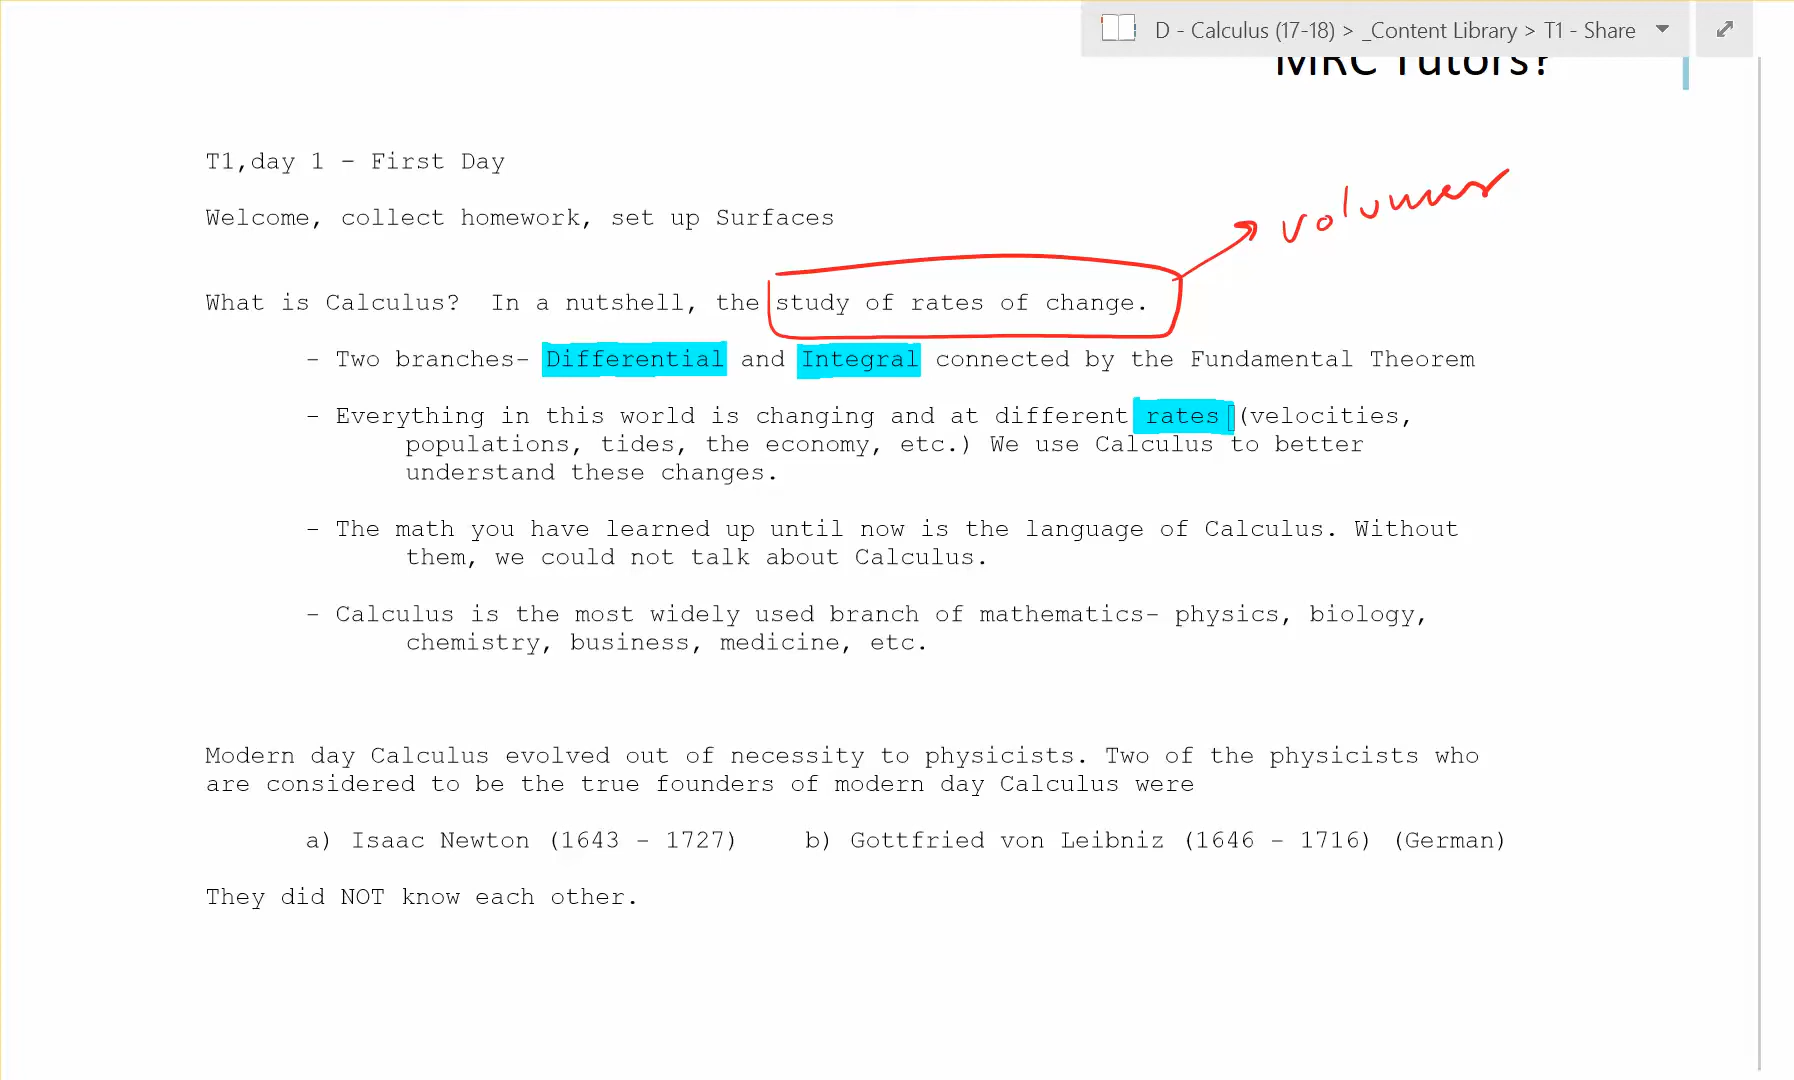 D - Calculus (17-18) > _Content Library > T1 - Share
MRC Tutors?
T1,day 1 – First Day
volumes
Welcome, collect homework, set up Surfaces
What is Calculus?  In a nutshell, the study of rates of change.
– Two branches– Differential and Integral connected by the Fundamental Theorem
– Everything in this world is changing and at different rates (velocities,
populations, tides, the economy, etc.) We use Calculus to better
understand these changes.
– The math you have learned up until now is the language of Calculus. Without
them, we could not talk about Calculus.
– Calculus is the most widely used branch of mathematics– physics, biology,
chemistry, business, medicine, etc.
Modern day Calculus evolved out of necessity to physicists. Two of the physicists who
are considered to be the true founders of modern day Calculus were
a) Isaac Newton (1643 – 1727)    b) Gottfried von Leibniz (1646 – 1716) (German)
They did NOT know each other.